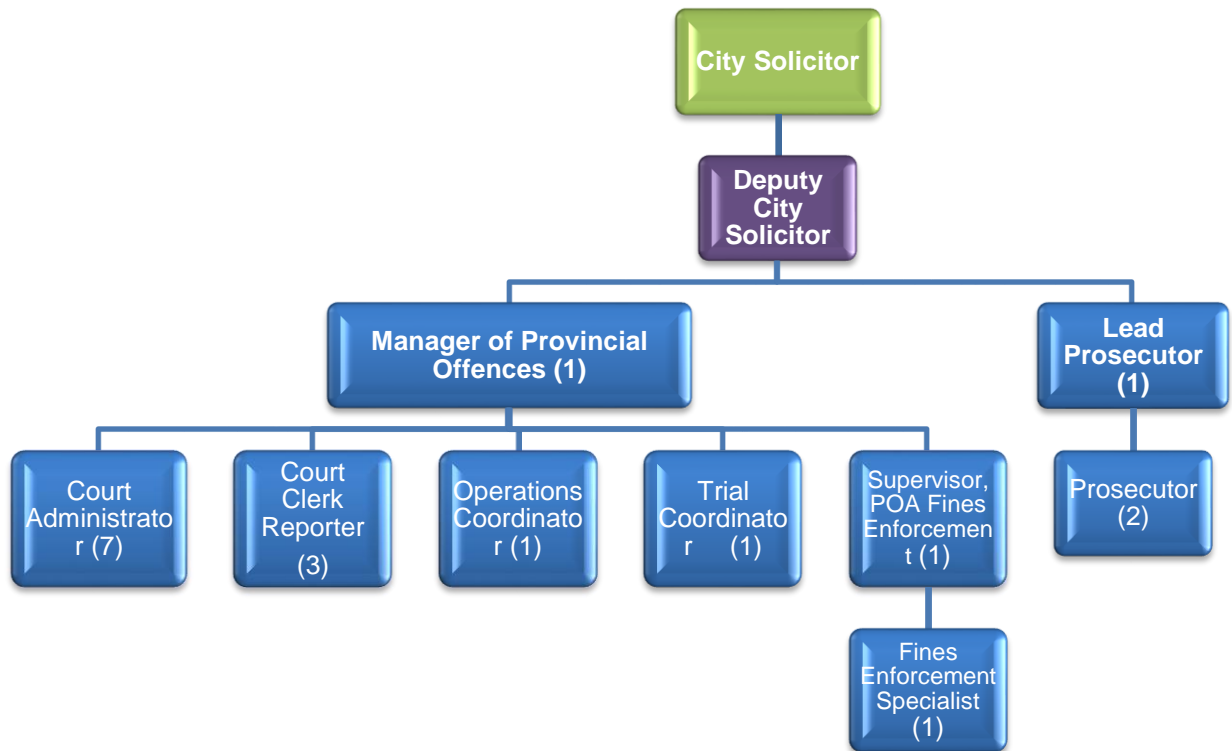 City Solicitor
Deputy
City
Solicitor
Manager of Provincial
Offences (1)
Lead
Prosecutor
(1)
Court
Administrato
r (7)
Court
Clerk
Reporter
(3)
Operations
Coordinato
r (1)
Trial
Coordinato
r (1)
Supervisor,
POA Fines
Enforcemen
t (1)
Prosecutor
(2)
Fines
Enforcement
Specialist
(1)